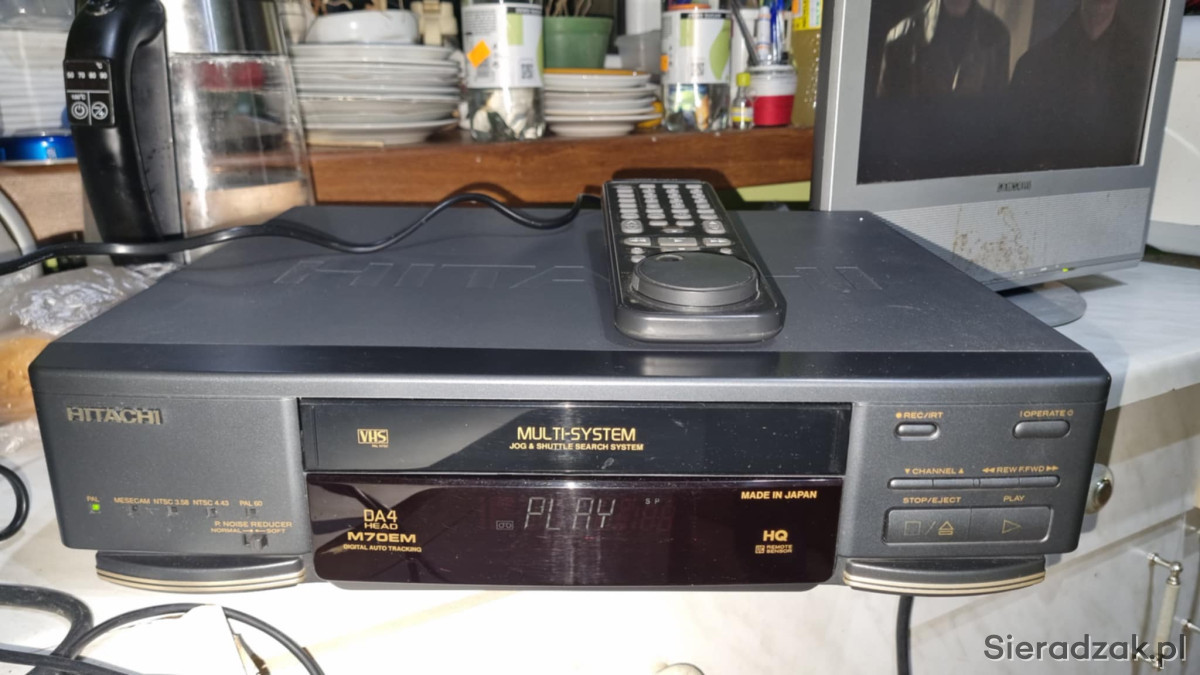 HITACHI
HITACHI
VHS
MULTI-SYSTEM
JOG & SHUTTLE SEARCH SYSTEM
●REC/IRT
I OPERATE
▼ CHANNEL ▲
◀◀ REW F.FWD ▶▶
STOP/EJECT
PLAY
PAL
MESECAM
NTSC 3.58
NTSC 4.43
PAL 60
P. NOISE REDUCER
NORMAL
SOFT
DA4
HEAD
M70EM
DIGITAL AUTO TRACKING
PLAY
SP
MADE IN JAPAN
HQ
REMOTE
SENSOR
Sieradzak.pl